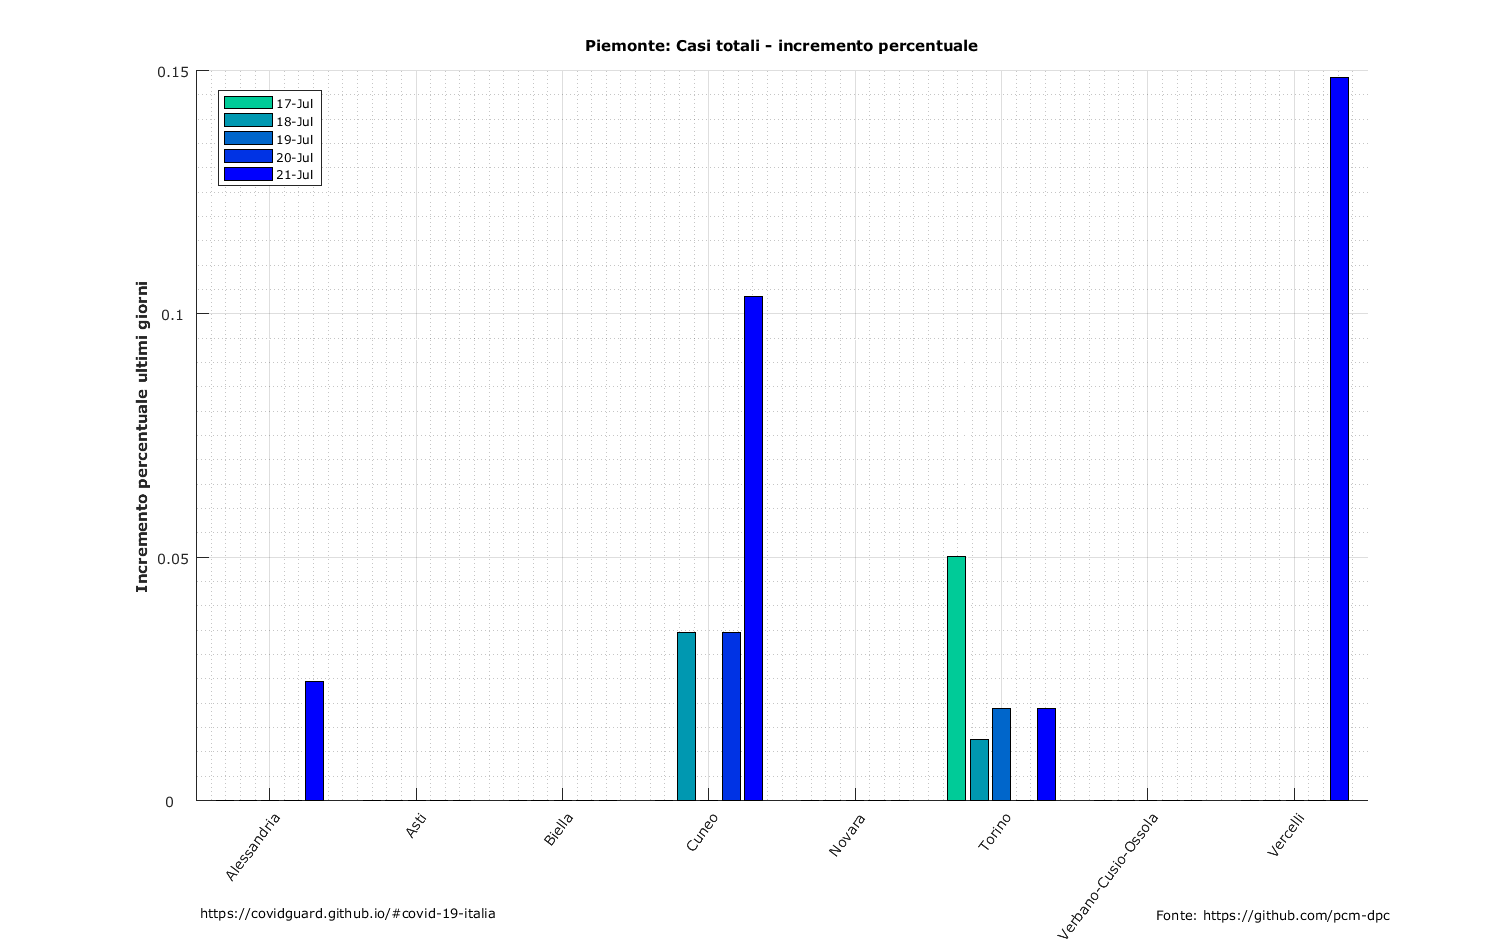 Piemonte: Casi totali - incremento percentuale
0.15
17-Jul
18-Jul
19-Jul
20-Jul
21-Jul
Incremento percentuale ultimi giorni
0.1
0.05
0
Alessandria
Asti
Biella
Cuneo
Novara
Torino
Verbano-Cusio-Ossola
Vercelli
https://covidguard.github.io/#covid-19-italia
Fonte: https://github.com/pcm-dpc